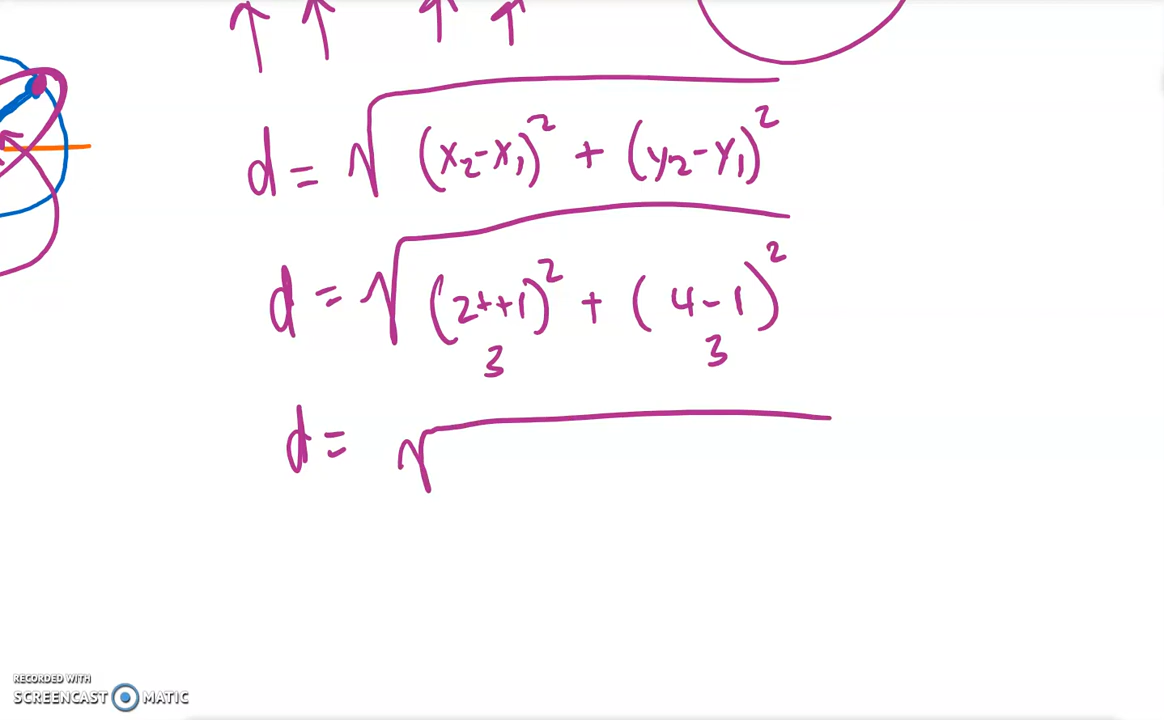 d = √(x₂-x₁)² + (y₂-y₁)²
d = √(2++1)² + (4-1)²
3 3
d = √
RECORDED WITH
SCREENCAST MATIC